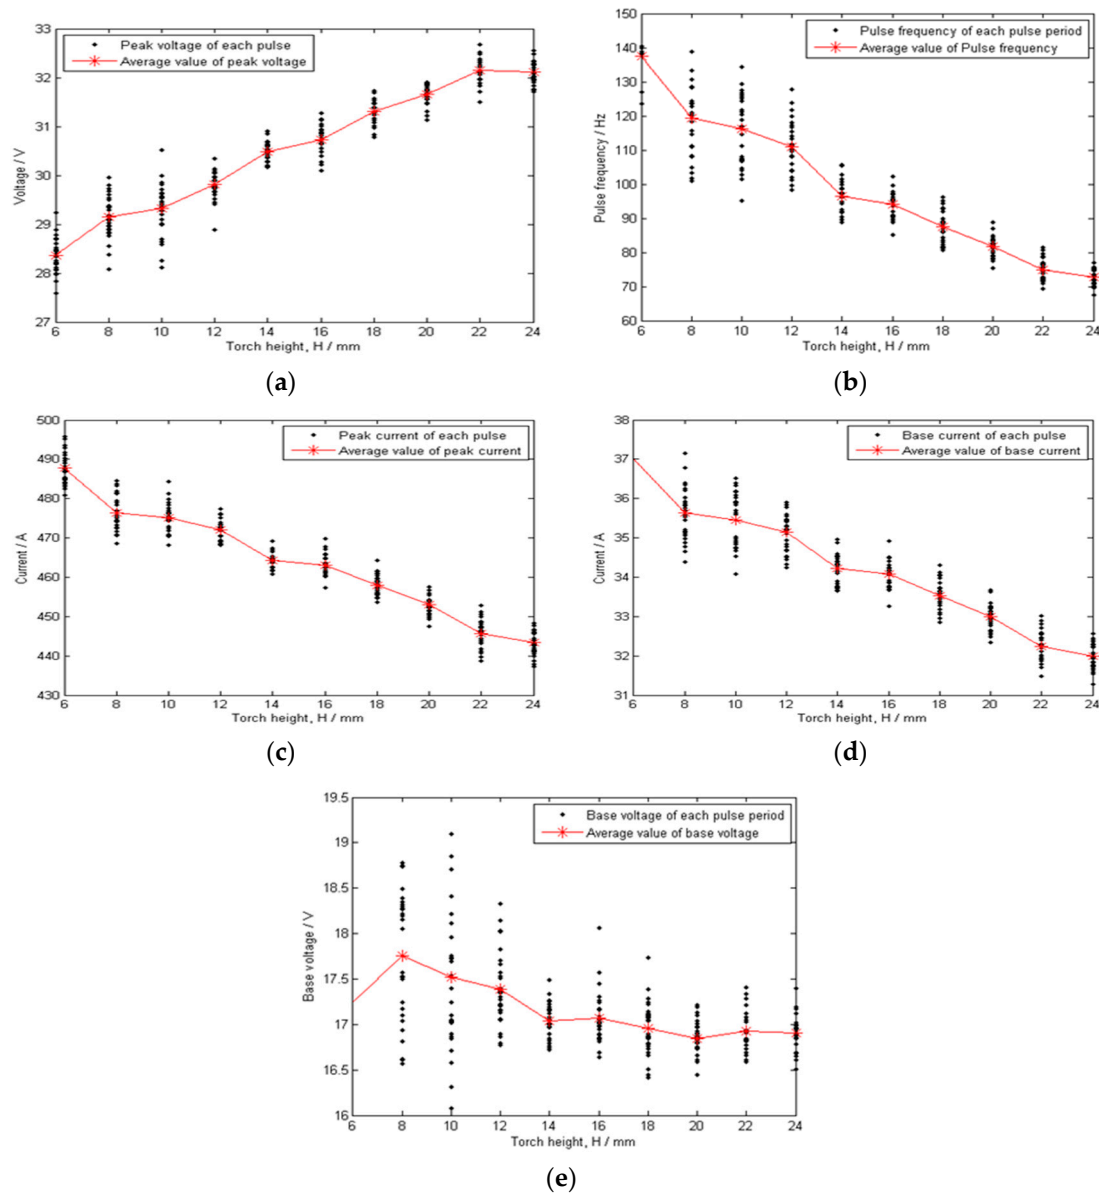 33
32
31
30
29
28
27
Voltage / V
Peak voltage of each pulse
Average value of peak voltage
6 8 10 12 14 16 18 20 22 24
Torch height, H / mm
(a)
150
140
130
120
110
100
90
80
70
60
Pulse frequency / Hz
Pulse frequency of each pulse period
Average value of Pulse frequency
6 8 10 12 14 16 18 20 22 24
Torch height, H / mm
(b)
500
490
480
470
460
450
440
430
Current / A
Peak current of each pulse
Average value of peak current
6 8 10 12 14 16 18 20 22 24
Torch height, H / mm
(c)
38
37
36
35
34
33
32
31
Current / A
Base current of each pulse
Average value of base current
6 8 10 12 14 16 18 20 22 24
Torch height, H / mm
(d)
19.5
19
18.5
18
17.5
17
16.5
16
Base voltage / V
Base voltage of each pulse period
Average value of base voltage
6 8 10 12 14 16 18 20 22 24
Torch height, H / mm
(e)